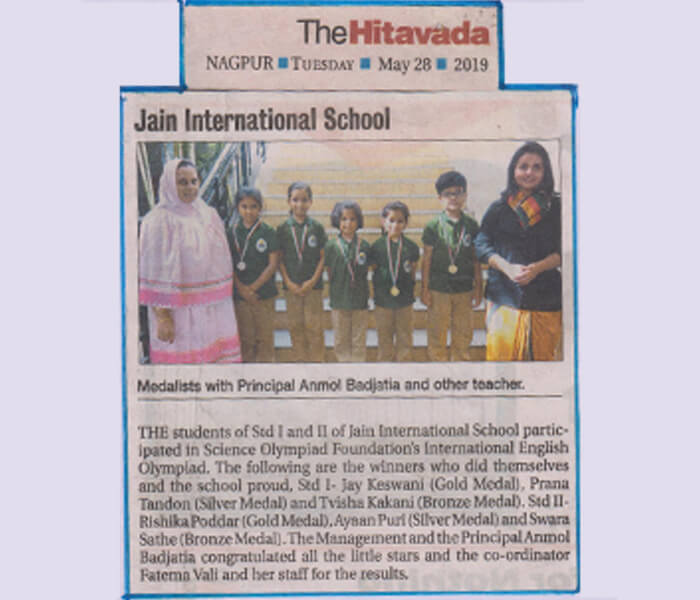 TheHitavada
NAGPUR ■ TUESDAY ■ May 28 ■ 2019
Jain International School
Medalists with Principal Anmol Badjatia and other teacher.
THE students of Std I and II of Jain International School partic-
ipated in Science Olympiad Foundation's International English
Olympiad. The following are the winners who did themselves
and the school proud, Std I- Jay Keswani (Gold Medal), Prana
Tandon (Silver Medal) and Tvisha Kakani (Bronze Medal). Std II-
Rishika Poddar (Gold Medal), Ayaan Puri (Silver Medal) and Swara
Sathe (Bronze Medal). The Management and the Principal Anmol
Badjatia congratulated all the little stars and the co-ordinator
Fatema Vali and her staff for the results.